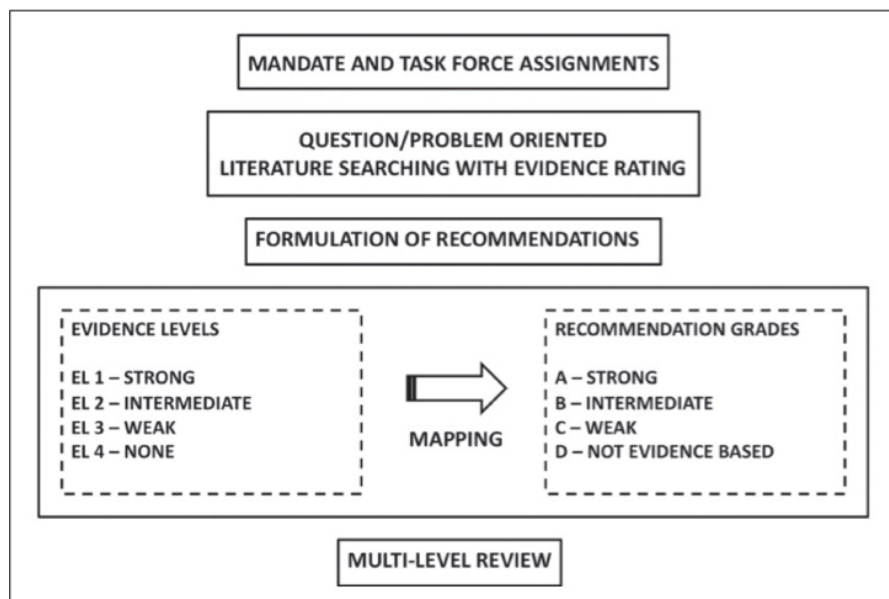 MANDATE AND TASK FORCE ASSIGNMENTS
QUESTION/PROBLEM ORIENTED
LITERATURE SEARCHING WITH EVIDENCE RATING
FORMULATION OF RECOMMENDATIONS
EVIDENCE LEVELS
EL 1 – STRONG
EL 2 – INTERMEDIATE
EL 3 – WEAK
EL 4 – NONE
MAPPING
RECOMMENDATION GRADES
A – STRONG
B – INTERMEDIATE
C – WEAK
D – NOT EVIDENCE BASED
MULTI-LEVEL REVIEW